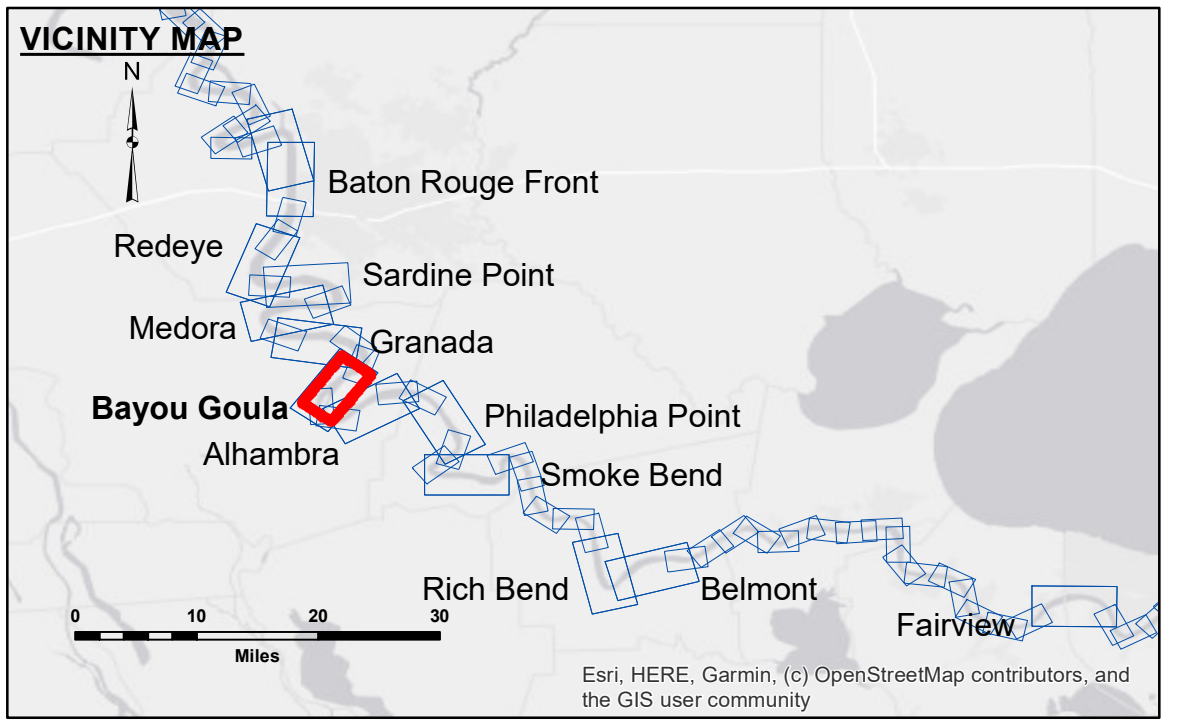 VICINITY MAP
N
Baton Rouge Front
Redeye
Sardine Point
Medora
Granada
Bayou Goula
Philadelphia Point
Alhambra
Smoke Bend
Rich Bend
Belmont
Fairview
0 10 20 30
Miles
Esri, HERE, Garmin, (c) OpenStreetMap contributors, and
the GIS user community